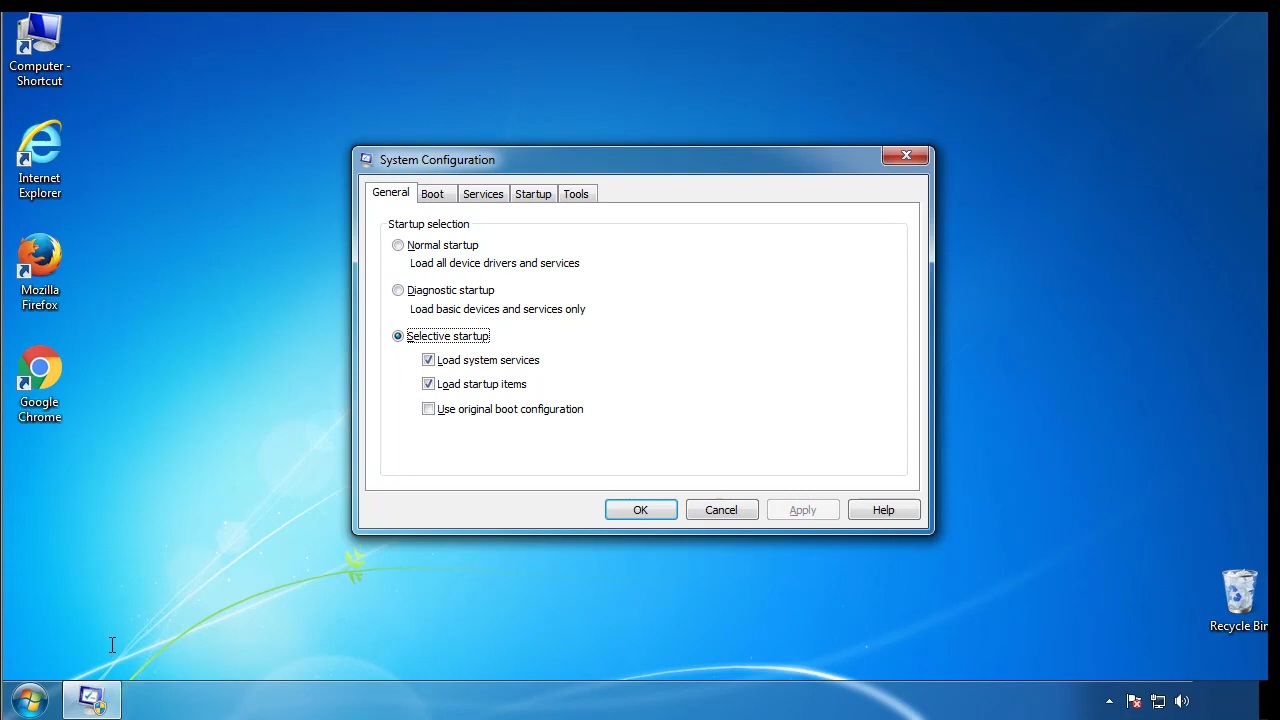 Computer -
Shortcut
Internet
Explorer
Mozilla
Firefox
Google
Chrome
System Configuration
General Boot Services Startup Tools
Startup selection
Normal startup
Load all device drivers and services
Diagnostic startup
Load basic devices and services only
Selective startup
Load system services
Load startup items
Use original boot configuration
OK Cancel Apply Help
Recycle Bin